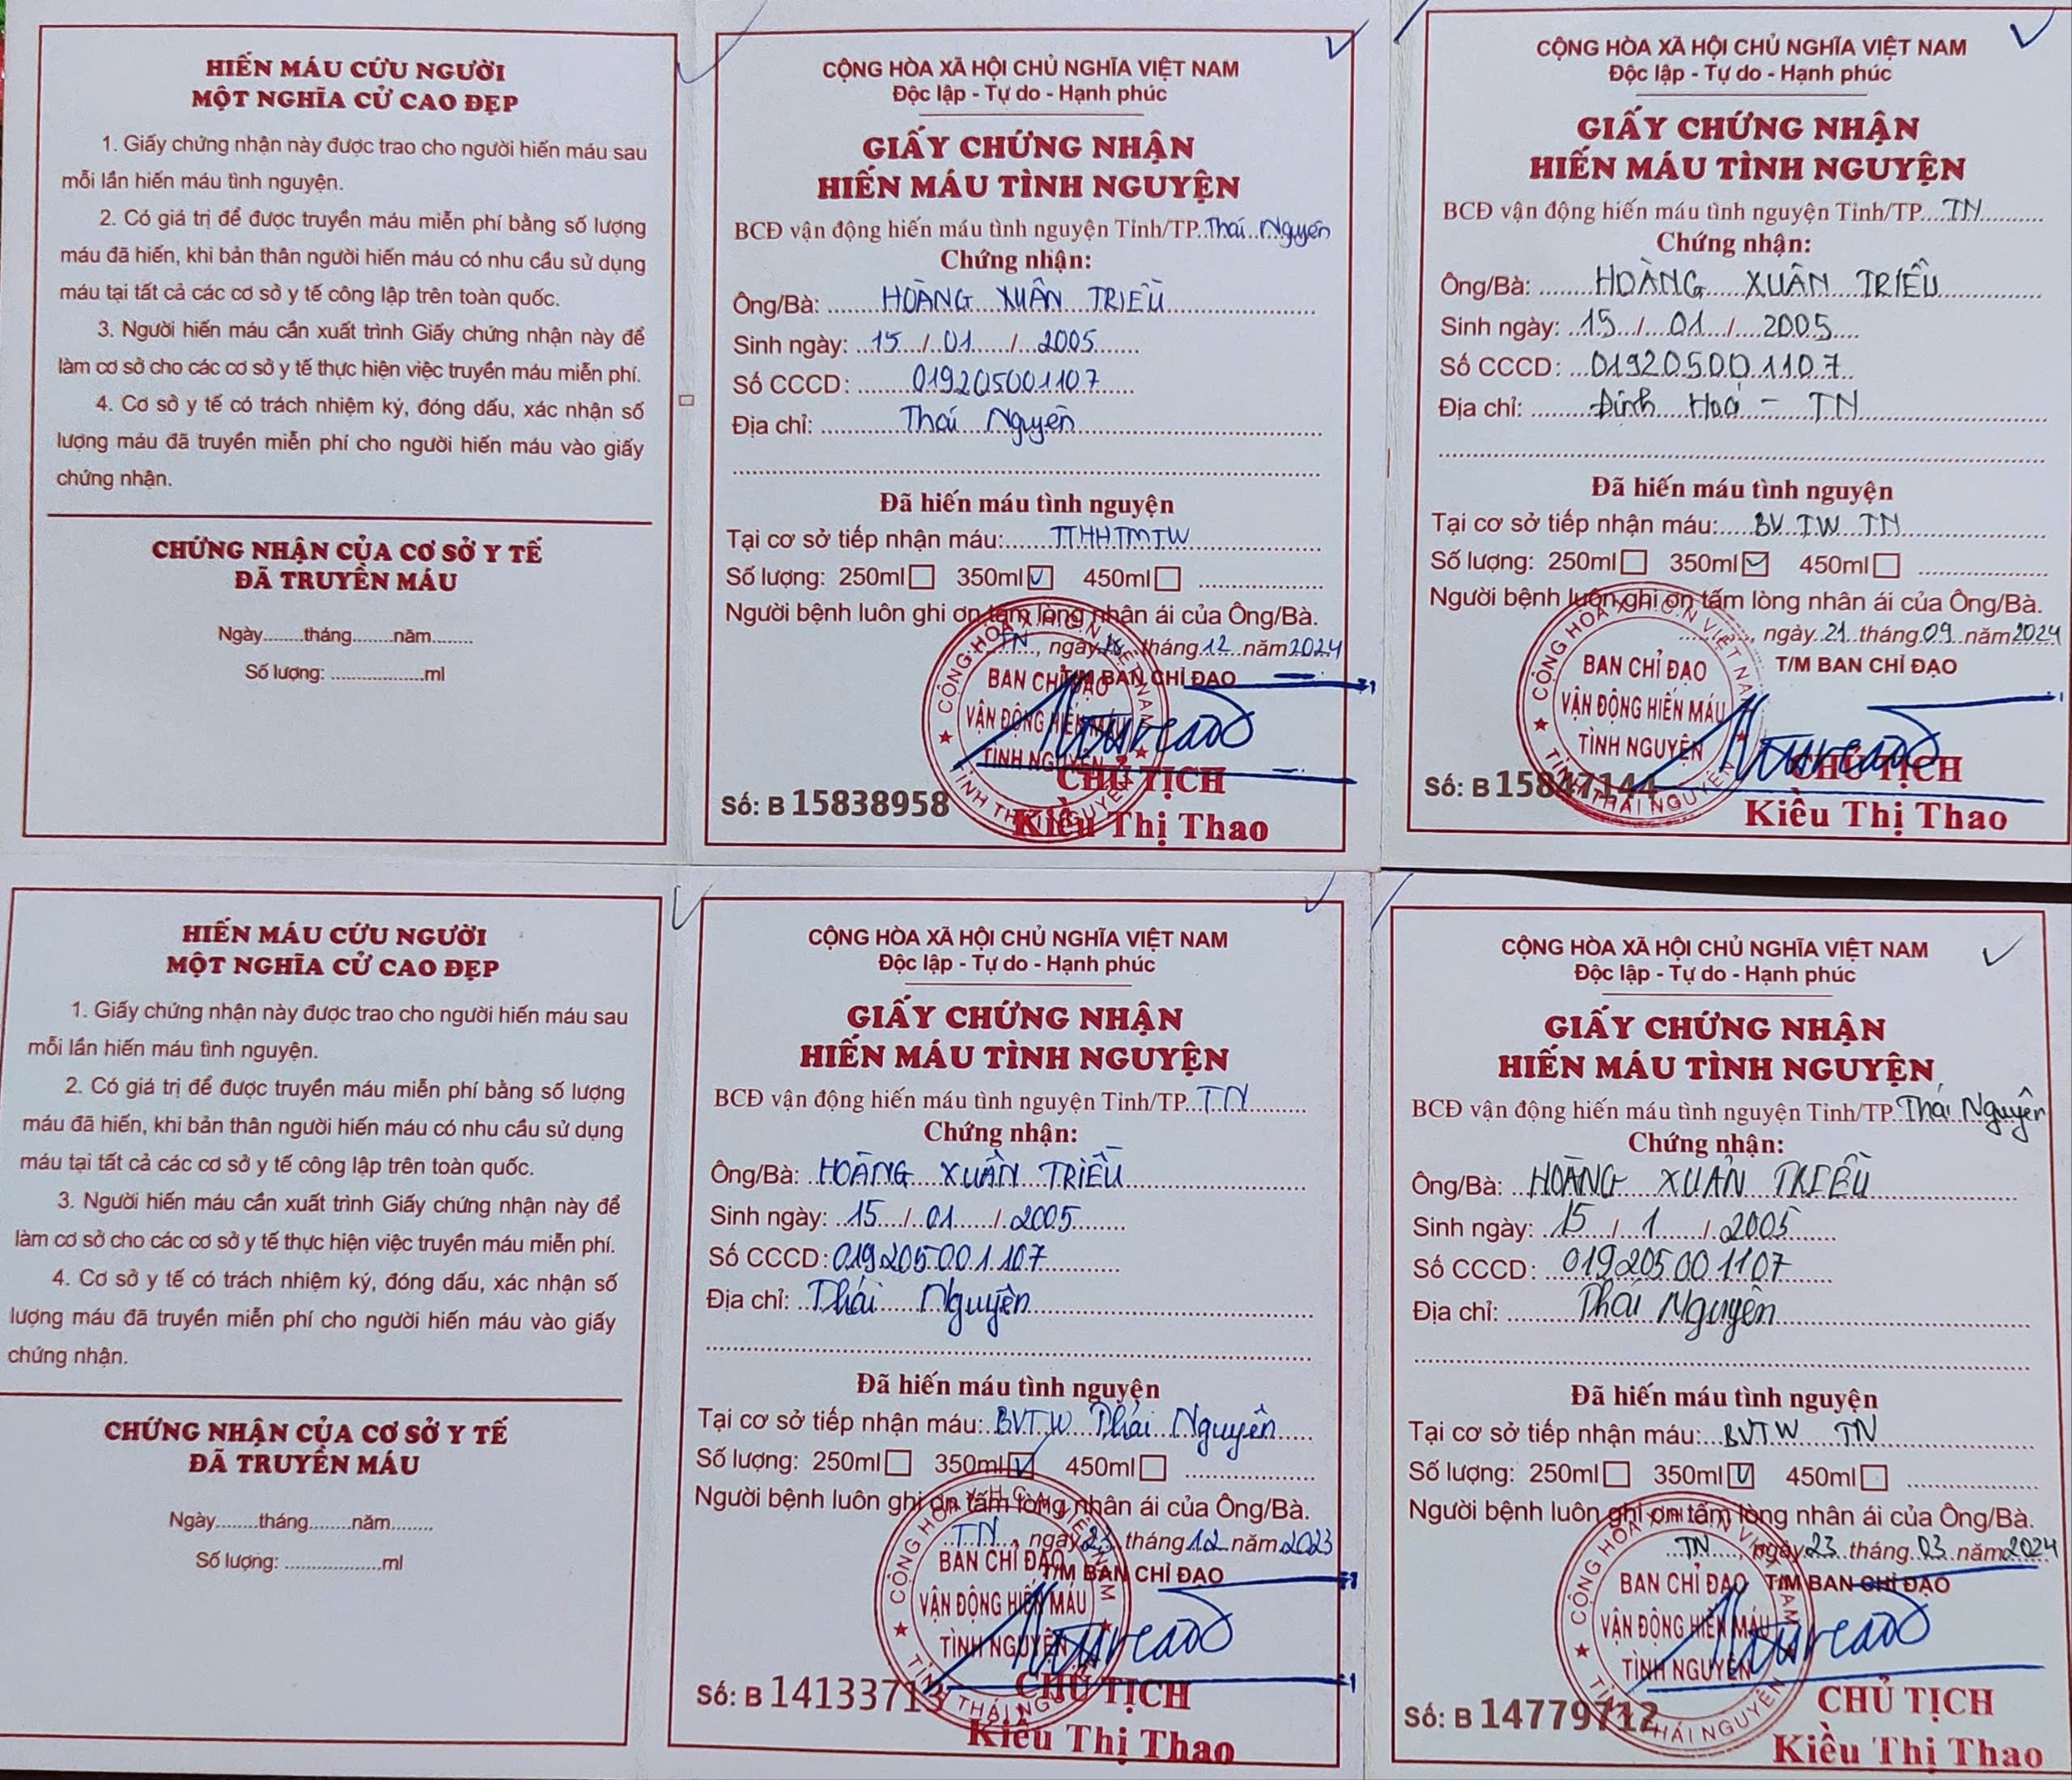 HIẾN MÁU CỨU NGƯỜI
MỘT NGHĨA CỬ CAO ĐẸP
1. Giấy chứng nhận này được trao cho người hiến máu sau
mỗi lần hiến máu tình nguyện.
2. Có giá trị để được truyền máu miễn phí bằng số lượng
máu đã hiến, khi bản thân người hiến máu có nhu cầu sử dụng
máu tại tất cả các cơ sở y tế công lập trên toàn quốc.
3. Người hiến máu cần xuất trình Giấy chứng nhận này để
làm cơ sở cho các cơ sở y tế thực hiện việc truyền máu miễn phí.
4. Cơ sở y tế có trách nhiệm ký, đóng dấu, xác nhận số
lượng máu đã truyền miễn phí cho người hiến máu vào giấy
chứng nhận.
CHỨNG NHẬN CỦA CƠ SỞ Y TẾ
ĐÃ TRUYỀN MÁU
Ngày........tháng........năm........
Số lượng: ...................ml
CỘNG HÒA XÃ HỘI CHỦ NGHĨA VIỆT NAM
Độc lập - Tự do - Hạnh phúc
GIẤY CHỨNG NHẬN
HIẾN MÁU TÌNH NGUYỆN
BCĐ vận động hiến máu tình nguyện Tỉnh/TP Thái Nguyên
Chứng nhận:
Ông/Bà: HOÀNG XUÂN TRIỀU
Sinh ngày: 15 / 01 / 2005
Số CCCD: 019205001107
Địa chỉ: Thái Nguyên
Đã hiến máu tình nguyện
Tại cơ sở tiếp nhận máu: TTHHTMTW
Số lượng: 250ml 350ml 450ml
Người bệnh luôn ghi ơn tấm lòng nhân ái của Ông/Bà.
TN, ngày tháng 12 năm 2024
T/M BAN CHỈ ĐẠO
BAN CHỈ ĐẠO
VẬN ĐỘNG HIẾN MÁU
TÌNH NGUYỆN
CHỦ TỊCH
Số: B 15838958
Kiều Thị Thao
CỘNG HÒA XÃ HỘI CHỦ NGHĨA VIỆT NAM
Độc lập - Tự do - Hạnh phúc
GIẤY CHỨNG NHẬN
HIẾN MÁU TÌNH NGUYỆN
BCĐ vận động hiến máu tình nguyện Tỉnh/TP TN
Chứng nhận:
Ông/Bà: HOÀNG XUÂN TRIỀU
Sinh ngày: 15 / 01 / 2005
Số CCCD: 019205001107
Địa chỉ: Định Hoá - TN
Đã hiến máu tình nguyện
Tại cơ sở tiếp nhận máu: BV TW TN
Số lượng: 250ml 350ml 450ml
Người bệnh luôn ghi ơn tấm lòng nhân ái của Ông/Bà.
ngày 21 tháng 09 năm 2024
T/M BAN CHỈ ĐẠO
BAN CHỈ ĐẠO
VẬN ĐỘNG HIẾN MÁU
TÌNH NGUYỆN
CHỦ TỊCH
Số: B 15847144
Kiều Thị Thao
HIẾN MÁU CỨU NGƯỜI
MỘT NGHĨA CỬ CAO ĐẸP
1. Giấy chứng nhận này được trao cho người hiến máu sau
mỗi lần hiến máu tình nguyện.
2. Có giá trị để được truyền máu miễn phí bằng số lượng
máu đã hiến, khi bản thân người hiến máu có nhu cầu sử dụng
máu tại tất cả các cơ sở y tế công lập trên toàn quốc.
3. Người hiến máu cần xuất trình Giấy chứng nhận này để
làm cơ sở cho các cơ sở y tế thực hiện việc truyền máu miễn phí.
4. Cơ sở y tế có trách nhiệm ký, đóng dấu, xác nhận số
lượng máu đã truyền miễn phí cho người hiến máu vào giấy
chứng nhận.
CHỨNG NHẬN CỦA CƠ SỞ Y TẾ
ĐÃ TRUYỀN MÁU
Ngày........tháng........năm........
Số lượng: ...................ml
CỘNG HÒA XÃ HỘI CHỦ NGHĨA VIỆT NAM
Độc lập - Tự do - Hạnh phúc
GIẤY CHỨNG NHẬN
HIẾN MÁU TÌNH NGUYỆN
BCĐ vận động hiến máu tình nguyện Tỉnh/TP TN
Chứng nhận:
Ông/Bà: HOÀNG XUÂN TRIỀU
Sinh ngày: 15 / 01 / 2005
Số CCCD: 019205001107
Địa chỉ: Thái Nguyên
Đã hiến máu tình nguyện
Tại cơ sở tiếp nhận máu: BVTW Thái Nguyên
Số lượng: 250ml 350ml 450ml
Người bệnh luôn ghi ơn tấm lòng nhân ái của Ông/Bà.
TN, ngày 23 tháng 12 năm 2023
T/M BAN CHỈ ĐẠO
BAN CHỈ ĐẠO
VẬN ĐỘNG HIẾN MÁU
TÌNH NGUYỆN
CHỦ TỊCH
Số: B 14133713
Kiều Thị Thao
CỘNG HÒA XÃ HỘI CHỦ NGHĨA VIỆT NAM
Độc lập - Tự do - Hạnh phúc
GIẤY CHỨNG NHẬN
HIẾN MÁU TÌNH NGUYỆN
BCĐ vận động hiến máu tình nguyện Tỉnh/TP Thái Nguyên
Chứng nhận:
Ông/Bà: HOÀNG XUÂN TRIỀU
Sinh ngày: 15 / 1 / 2005
Số CCCD: 019205001107
Địa chỉ: Thái Nguyên
Đã hiến máu tình nguyện
Tại cơ sở tiếp nhận máu: BVTW TN
Số lượng: 250ml 350ml 450ml
Người bệnh luôn ghi ơn tấm lòng nhân ái của Ông/Bà.
TN, ngày 23 tháng 03 năm 2024
T/M BAN CHỈ ĐẠO
BAN CHỈ ĐẠO
VẬN ĐỘNG HIẾN MÁU
TÌNH NGUYỆN
CHỦ TỊCH
Số: B 14779712
Kiều Thị Thao